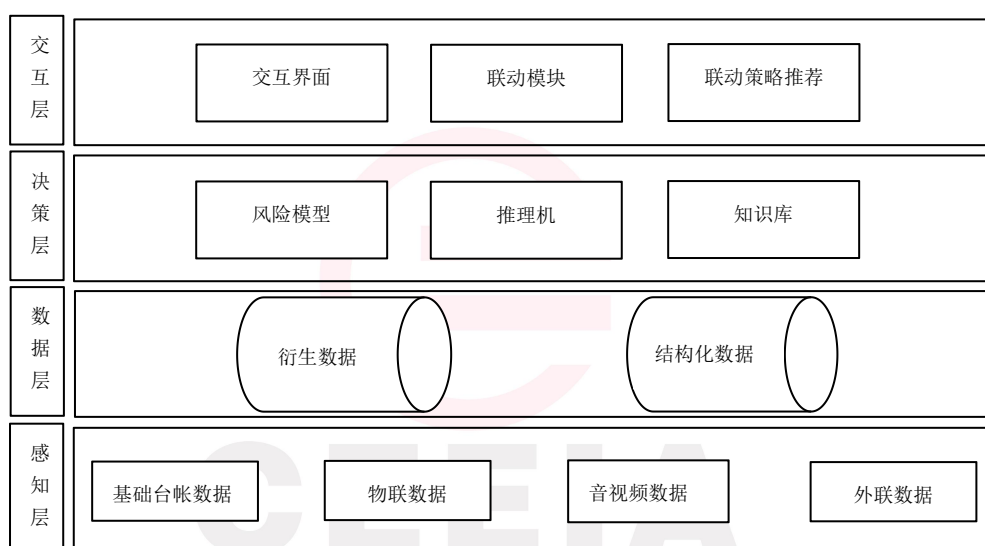 交互层
交互界面
联动模块
联动策略推荐
决策层
风险模型
推理机
知识库
数据层
衍生数据
结构化数据
感知层
基础台帐数据
物联数据
音视频数据
外联数据
CEEIA